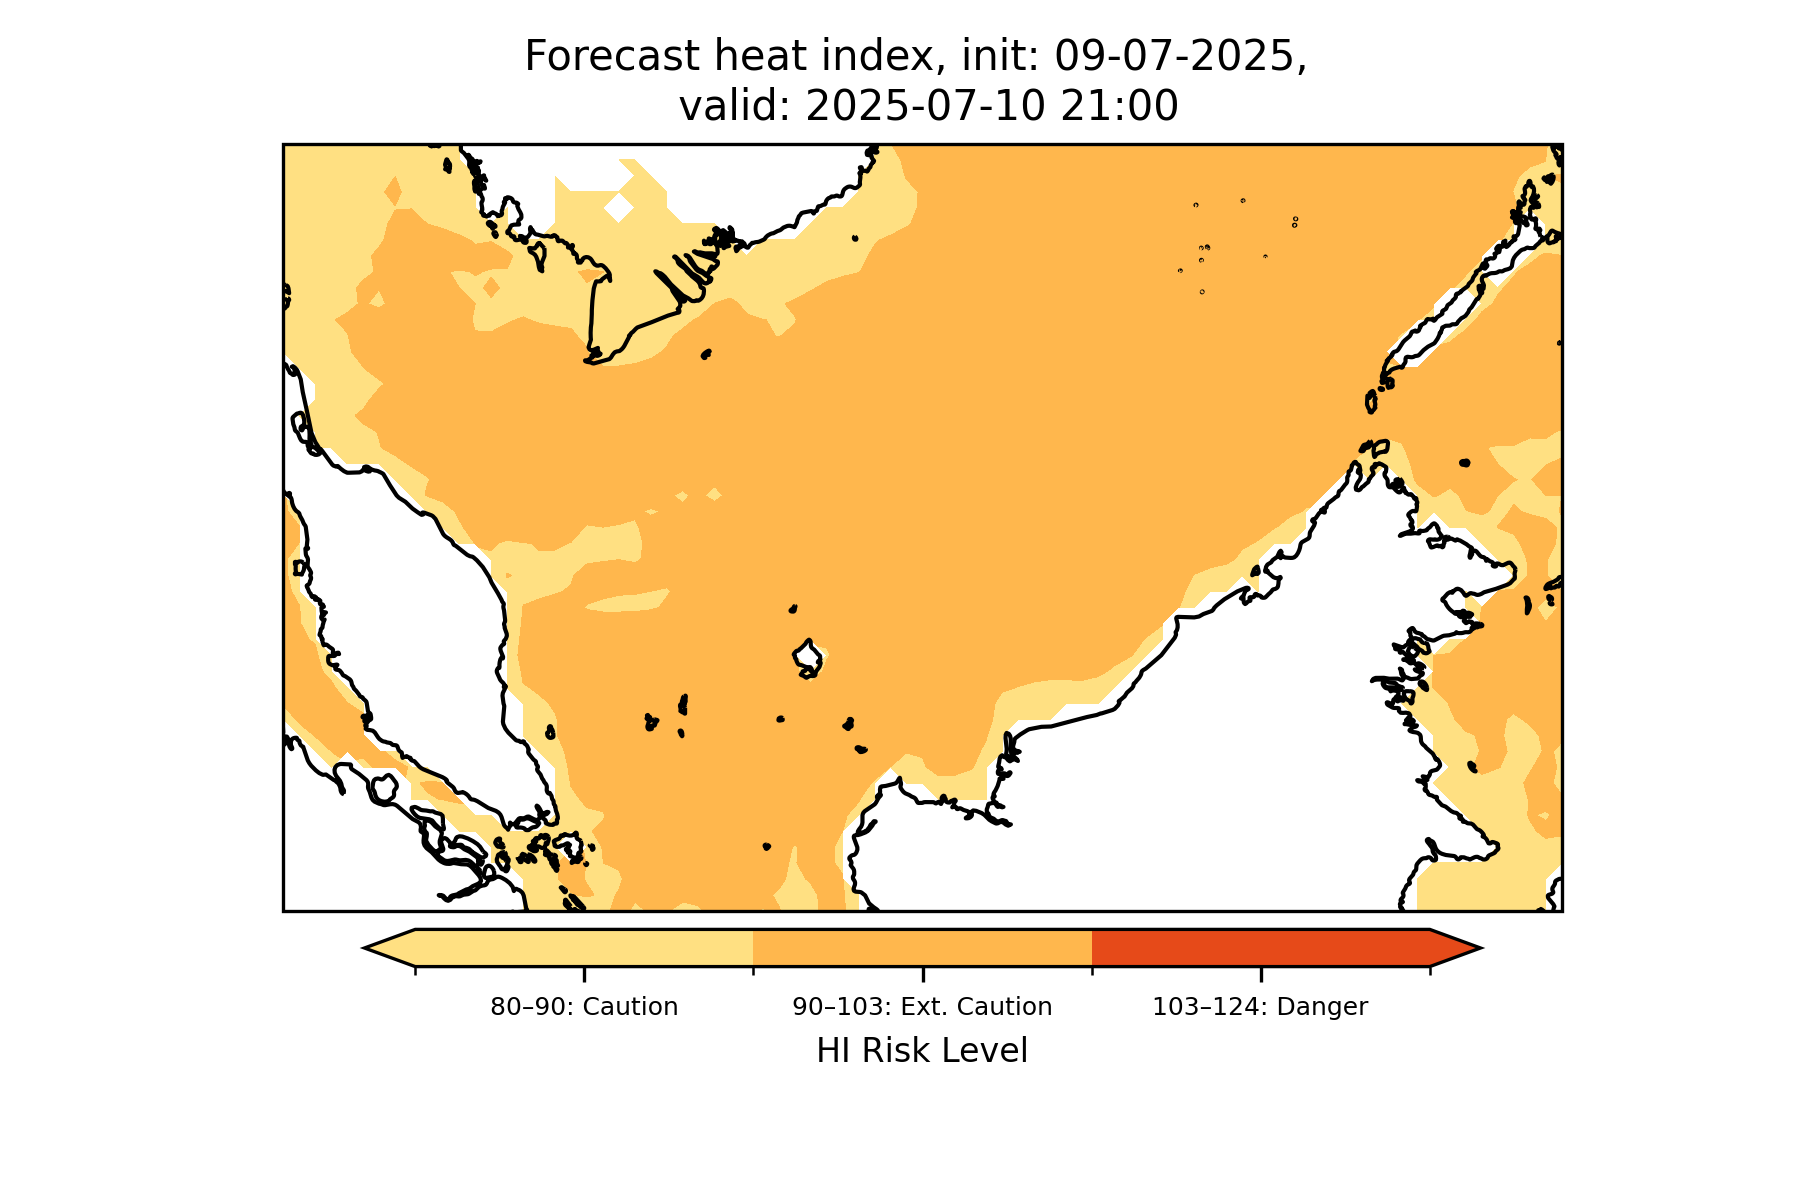 Forecast heat index, init: 09-07-2025,
valid: 2025-07-10 21:00
80–90: Caution
90–103: Ext. Caution
103–124: Danger
HI Risk Level